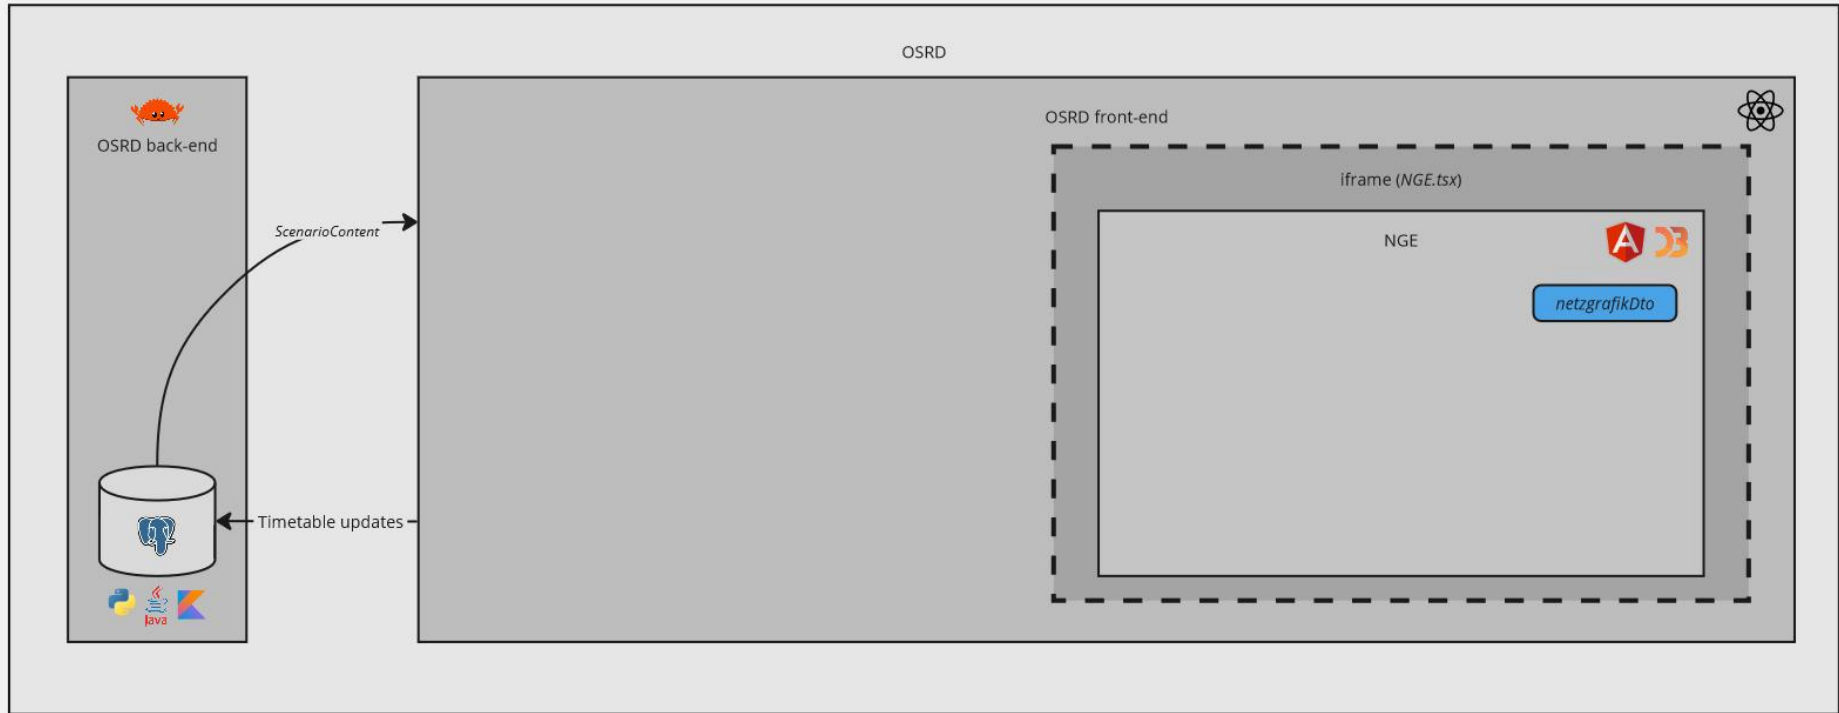 OSRD
OSRD back-end
OSRD front-end
iframe (NGE.tsx)
ScenarioContent
NGE
netzgrafikDto
Timetable updates
Java